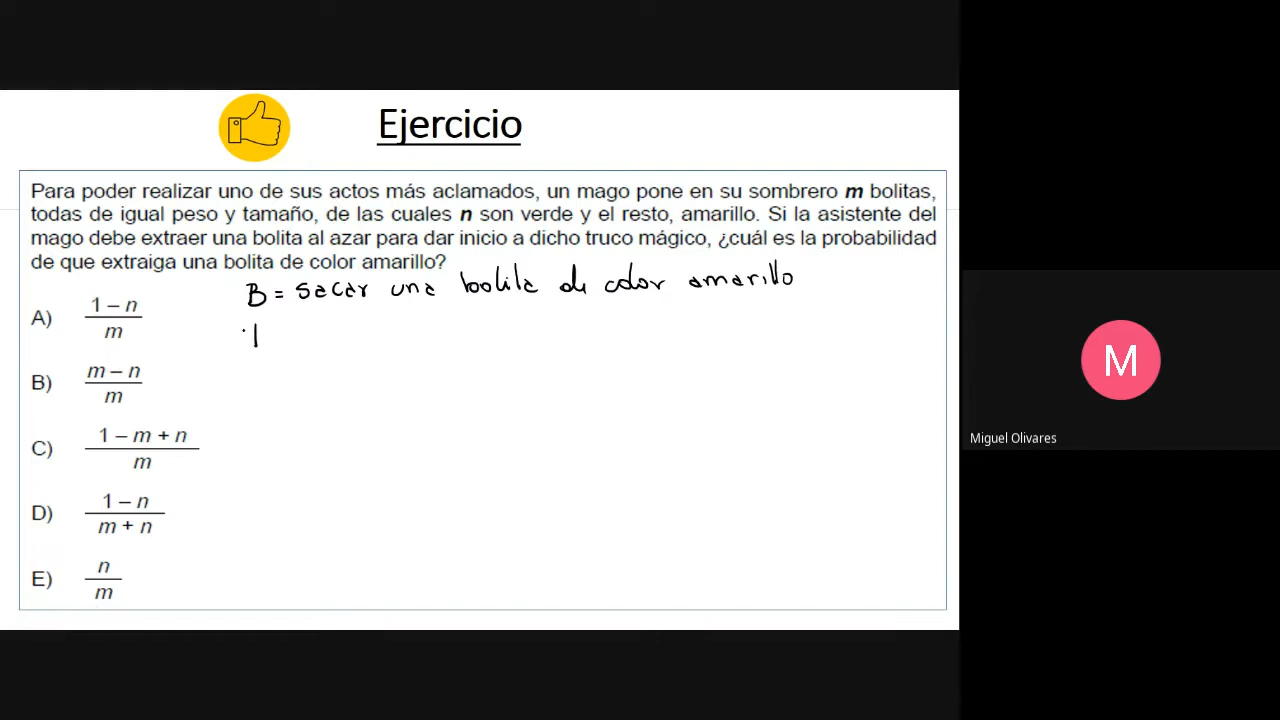 Ejercicio
Para poder realizar uno de sus actos más aclamados, un mago pone en su sombrero m bolitas,
todas de igual peso y tamaño, de las cuales n son verde y el resto, amarillo. Si la asistente del
mago debe extraer una bolita al azar para dar inicio a dicho truco mágico, ¿cuál es la probabilidad
de que extraiga una bolita de color amarillo?
B = sacar una bolita de color amarillo
A) 1 – n
m
B) m – n
m
C) 1 – m + n
m
D) 1 – n
m + n
E) n
m
M
Miguel Olivares